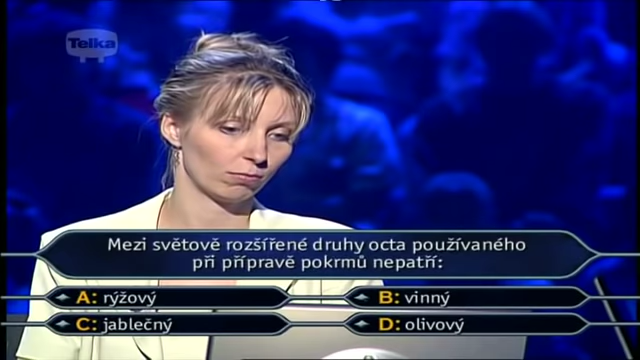 Telka
Mezi světově rozšířené druhy octa používaného
při přípravě pokrmů nepatří:
A: rýžový
B: vinný
C: jablečný
D: olivový